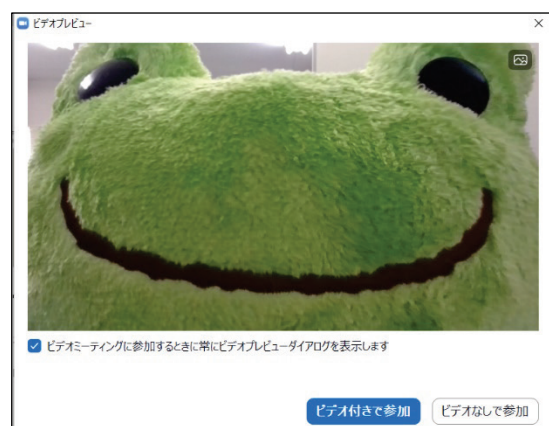 ビデオプレビュー
ビデオミーティングに参加するときに常にビデオプレビューダイアログを表示します
ビデオ付きで参加
ビデオなしで参加